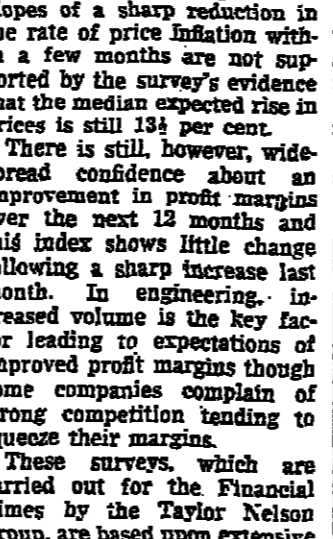 opes of a sharp reduction in
e rate of price inflation with-
a few months are not sup-
orted by the survey's evidence
hat the median expected rise in
rices is still 13½ per cent.
There is still, however, wide-
pread confidence about an
mprovement in profit margins
ver the next 12 months and
his index shows little change
ollowing a sharp increase last
onth. In engineering, in-
reased volume is the key fac-
or leading to expectations of
mproved profit margins though
ome companies complain of
trong competition tending to
queeze their margins.
These surveys, which are
arried out for the Financial
imes by the Taylor Nelson
roup, are based upon extensive